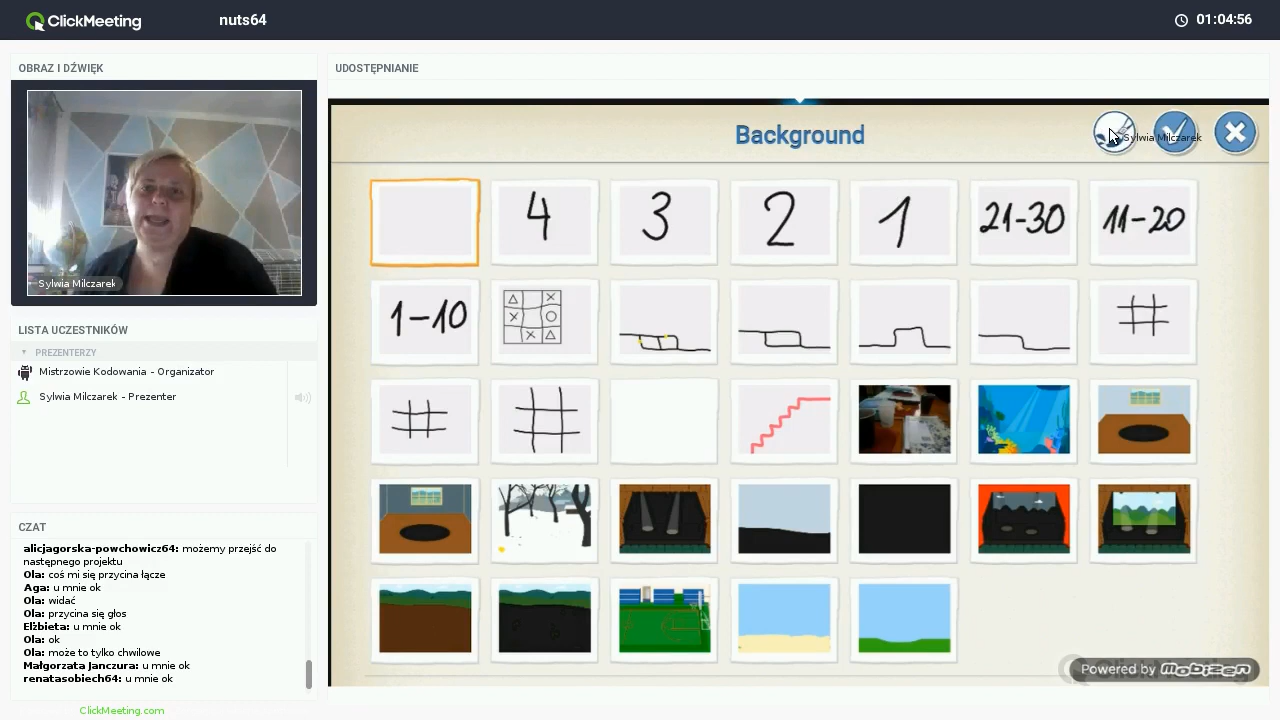 ClickMeeting
nuts64
01:04:56
OBRAZ I DŹWIĘK
Sylwia Milczarek
LISTA UCZESTNIKÓW
PREZENTERZY
Mistrzowie Kodowania - Organizator
Sylwia Milczarek - Prezenter
CZAT
alicjagorska-powchowicz64: możemy przejść do
następnego projektu
Ola: coś mi się przycina łącze
Aga: u mnie ok
Ola: widać
Ola: przycina się głos
Elżbieta: u mnie ok
Ola: ok
Ola: może to tylko chwilowe
Małgorzata Janczura: u mnie ok
renatasobiech64: u mnie ok
ClickMeeting.com
UDOSTĘPNIANIE
Background
Sylwia Milczarek
4 3 2 1 21-30 11-20
1-10
Powered by MOBIZEN